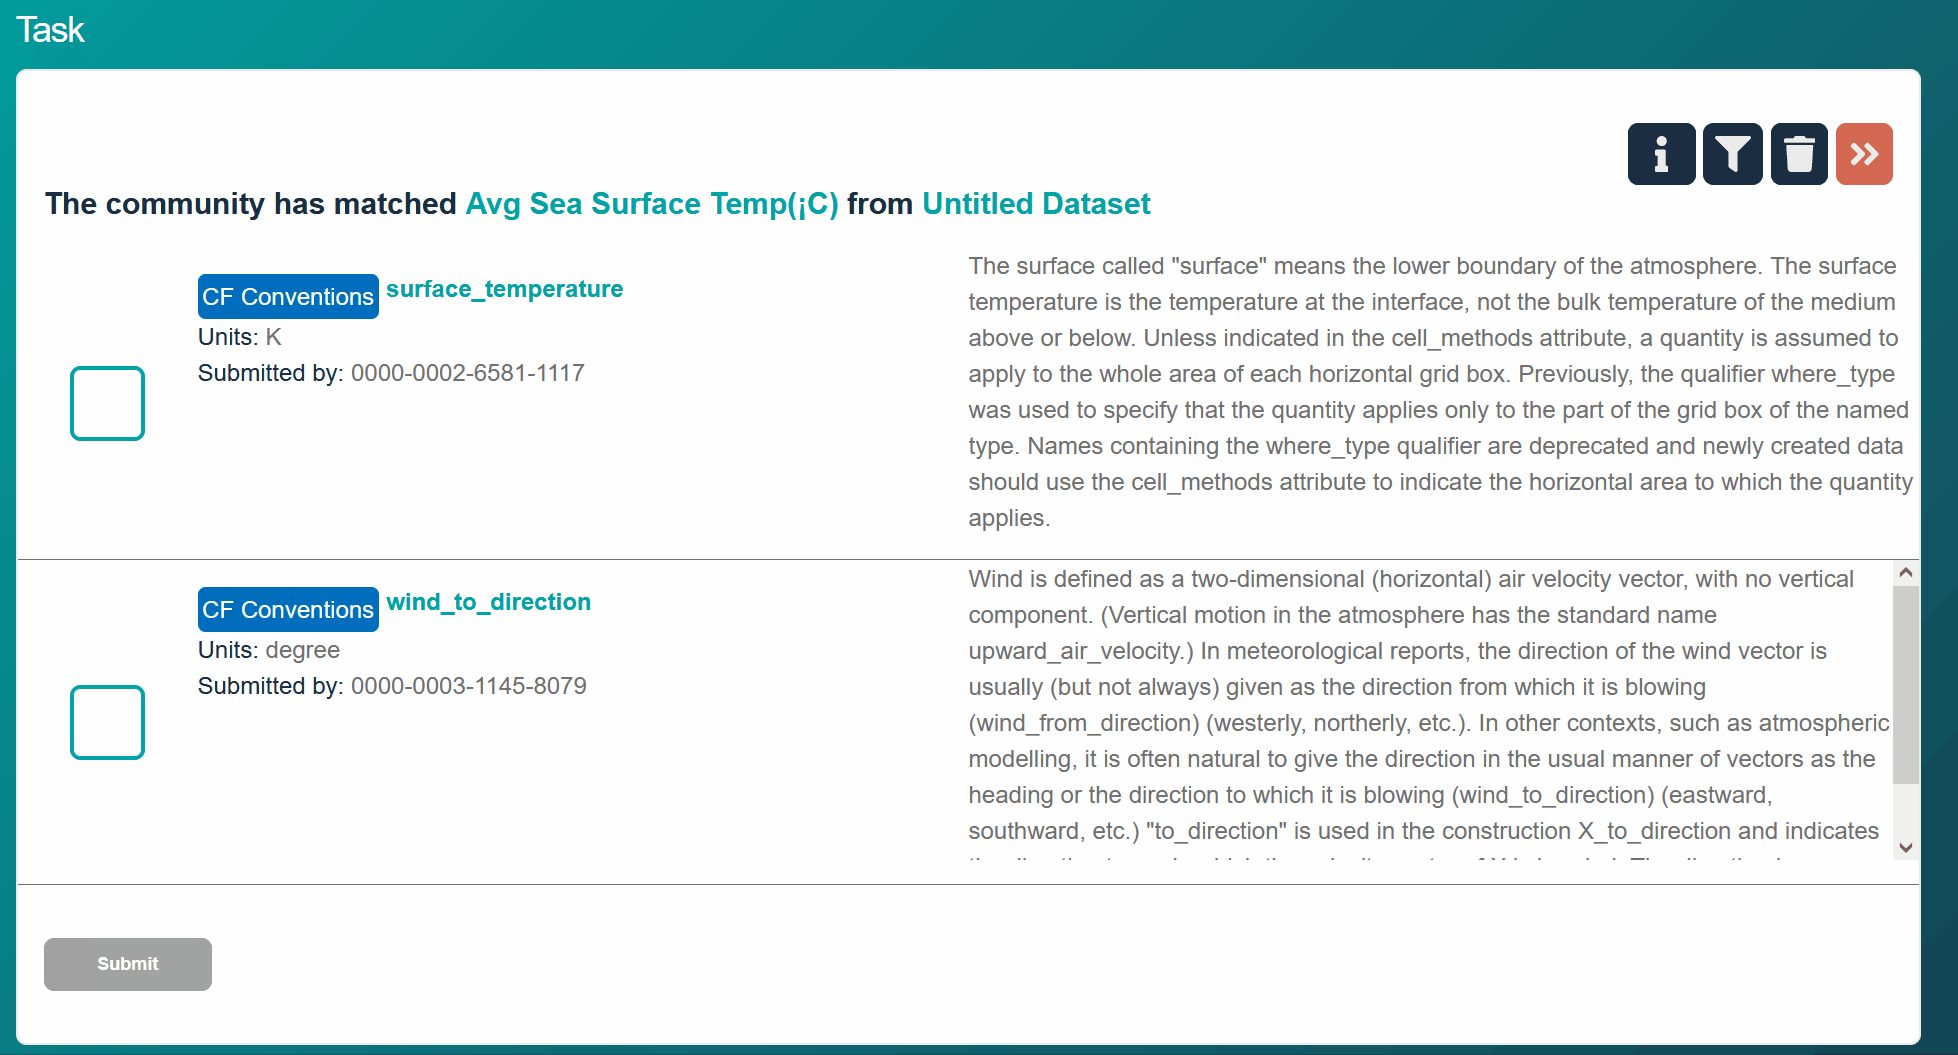 Task
The community has matched Avg Sea Surface Temp(¡C) from Untitled Dataset
CF Conventions surface_temperature
Units: K
Submitted by: 0000-0002-6581-1117
The surface called "surface" means the lower boundary of the atmosphere. The surface
temperature is the temperature at the interface, not the bulk temperature of the medium
above or below. Unless indicated in the cell_methods attribute, a quantity is assumed to
apply to the whole area of each horizontal grid box. Previously, the qualifier where_type
was used to specify that the quantity applies only to the part of the grid box of the named
type. Names containing the where_type qualifier are deprecated and newly created data
should use the cell_methods attribute to indicate the horizontal area to which the quantity
applies.
CF Conventions wind_to_direction
Units: degree
Submitted by: 0000-0003-1145-8079
Wind is defined as a two-dimensional (horizontal) air velocity vector, with no vertical
component. (Vertical motion in the atmosphere has the standard name
upward_air_velocity.) In meteorological reports, the direction of the wind vector is
usually (but not always) given as the direction from which it is blowing
(wind_from_direction) (westerly, northerly, etc.). In other contexts, such as atmospheric
modelling, it is often natural to give the direction in the usual manner of vectors as the
heading or the direction to which it is blowing (wind_to_direction) (eastward,
southward, etc.) "to_direction" is used in the construction X_to_direction and indicates
Submit